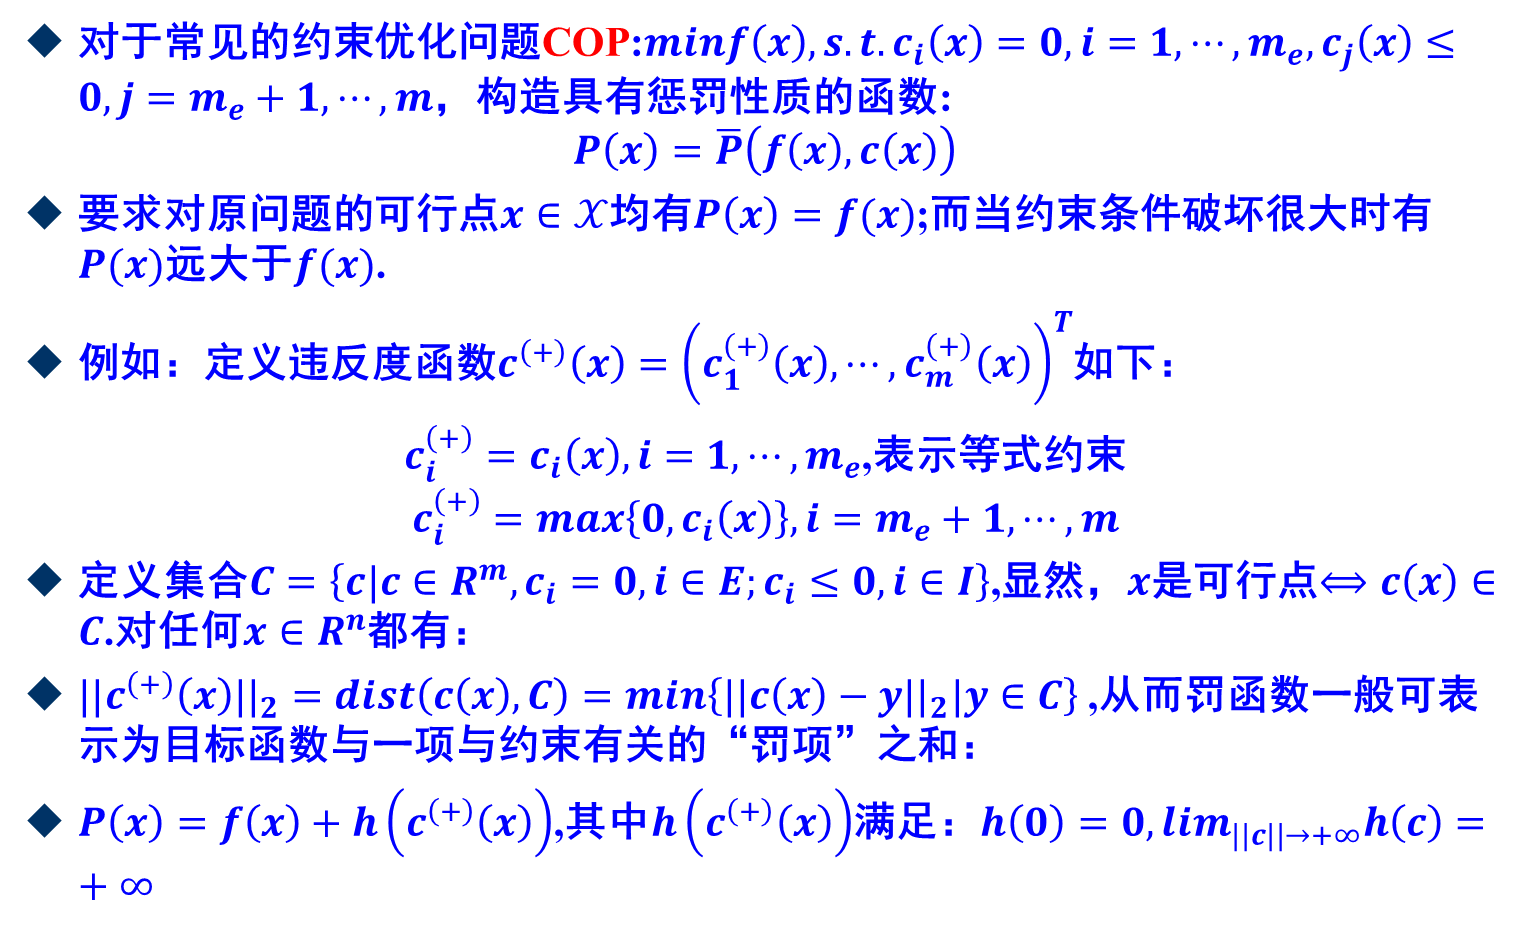 ◆ 对于常见的约束优化问题COP:minf(x),s.t.c_i(x) = 0,i = 1,⋯,m_e,c_j(x) ≤
0,j = m_e + 1,⋯,m，构造具有惩罚性质的函数:
P(x) = P̅(f(x),c(x))
◆ 要求对原问题的可行点x ∈ 𝒳均有P(x) = f(x);而当约束条件破坏很大时有
P(x)远大于f(x).
◆ 例如：定义违反度函数c^(+)(x) = (c_1^(+)(x),⋯,c_m^(+)(x))^T如下：
c_i^(+) = c_i(x),i = 1,⋯,m_e,表示等式约束
c_i^(+) = max{0,c_i(x)},i = m_e + 1,⋯,m
◆ 定义集合C = {c|c ∈ R^m,c_i = 0,i ∈ E;c_i ≤ 0,i ∈ I},显然，x是可行点⟺ c(x) ∈
C.对任何x ∈ R^n都有：
◆ ||c^(+)(x)||_2 = dist(c(x),C) = min{||c(x) − y||_2|y ∈ C} ,从而罚函数一般可表
示为目标函数与一项与约束有关的“罚项”之和：
◆ P(x) = f(x) + h(c^(+)(x)),其中h(c^(+)(x))满足：h(0) = 0,lim_{||c||→+∞}h(c) =
+ ∞